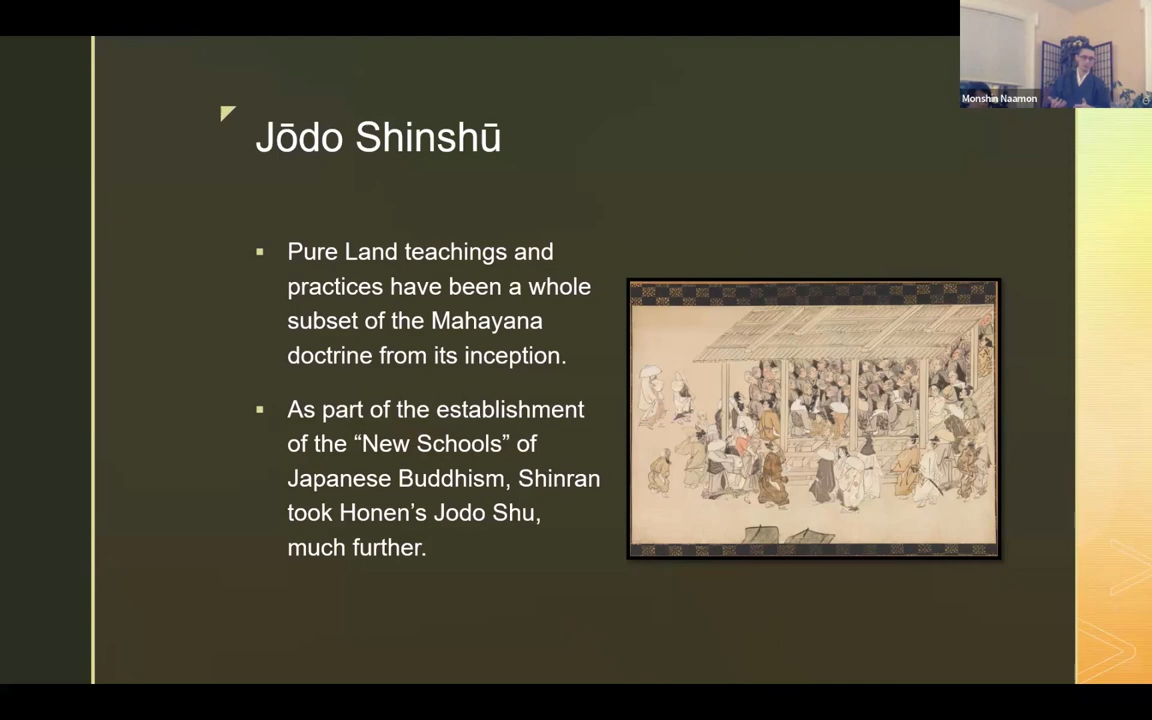 Monshin Naamon
Jōdo Shinshū
Pure Land teachings and
practices have been a whole
subset of the Mahayana
doctrine from its inception.
As part of the establishment
of the “New Schools” of
Japanese Buddhism, Shinran
took Honen’s Jodo Shu,
much further.